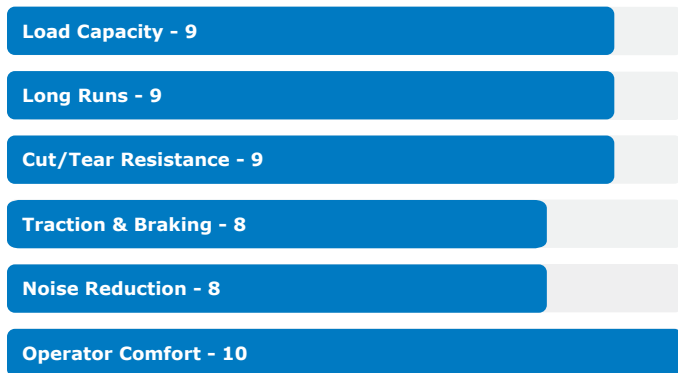 Load Capacity - 9
Long Runs - 9
Cut/Tear Resistance - 9
Traction & Braking - 8
Noise Reduction - 8
Operator Comfort - 10